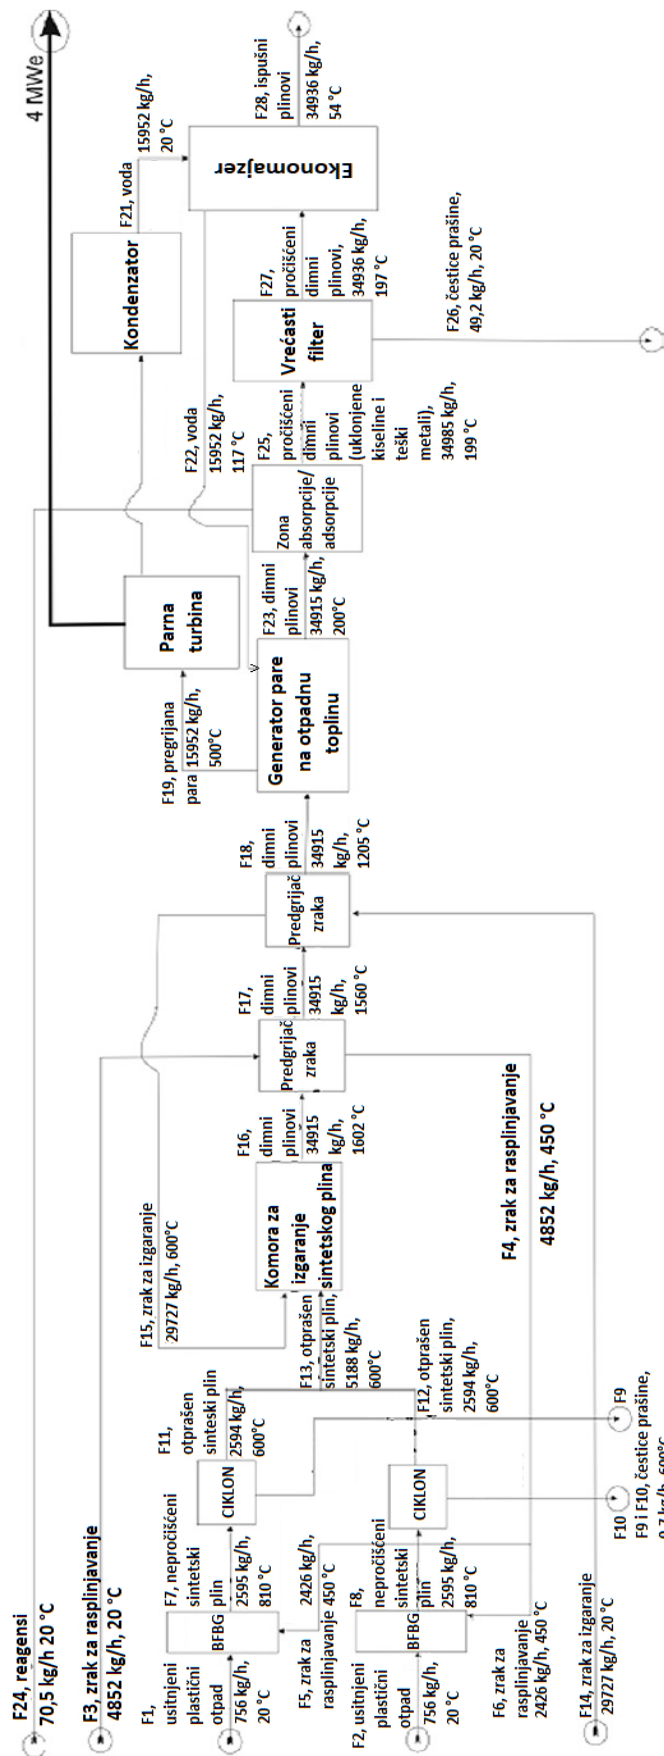 F24, reagensi
70,5 kg/h 20 °C
F3, zrak za rasplinjavanje
4852 kg/h, 20 °C
F1,
usitnjeni
plastični
otpad
756 kg/h,
20 °C
BFBG
F7, nepročišćeni
sintetski
plin
2595 kg/h,
810 °C
F5, zrak za
rasplinjavanje 450 °C
2426 kg/h,
F2, usitnjeni
plastični
otpad
756 kg/h,
20 °C
BFBG
F8,
nepročišćeni
sintetski
plin
2595 kg/h,
810 °C
F6, zrak za
rasplinjavanje
2426 kg/h, 450 °C
F14, zrak za izgaranje
29727 kg/h, 20 °C
CIKLON
F11,
otprašen
sinteski plin
2594 kg/h,
600°C
CIKLON
F12, otprašen
sintetski plin,
2594 kg/h,
600°C
F10
F9
F9 i F10, čestice prašine,
F13, otprašen
sintetski plin,
5188 kg/h,
600°C
F15, zrak za izgaranje
29727 kg/h, 600°C
Komora za
izgaranje
sintetskog plina
F16,
dimni
plinovi
34915
kg/h,
1602 °C
F4, zrak za rasplinjavanje
4852 kg/h, 450 °C
Predgrijač
zraka
F17,
dimni
plinovi
34915
kg/h,
1560 °C
Predgrijač
zraka
F18,
dimni
plinovi
34915
kg/h,
1205 °C
F19, pregrijana
para 15952 kg/h,
500°C
Generator pare
na otpadnu
toplinu
Parna
turbina
4 MWe
F23, dimni
plinovi
34915 kg/h,
200°C
Zona
absorpcije/
adsorpcije
F22, voda
15952 kg/h,
117 °C
F25,
pročišćeni
dimni
plinovi
(uklonjene
kiseline i
teški
metali),
34985 kg/h,
199 °C
Kondenzator
Vrećasti
filter
F21, voda
15952 kg/h,
20 °C
F27,
pročišćeni
dimni
plinovi,
34936 kg/h,
197 °C
F26, čestice prašine,
49,2 kg/h, 20 °C
Ekonomajzer
F28, ispušni
plinovi
34936 kg/h,
54 °C